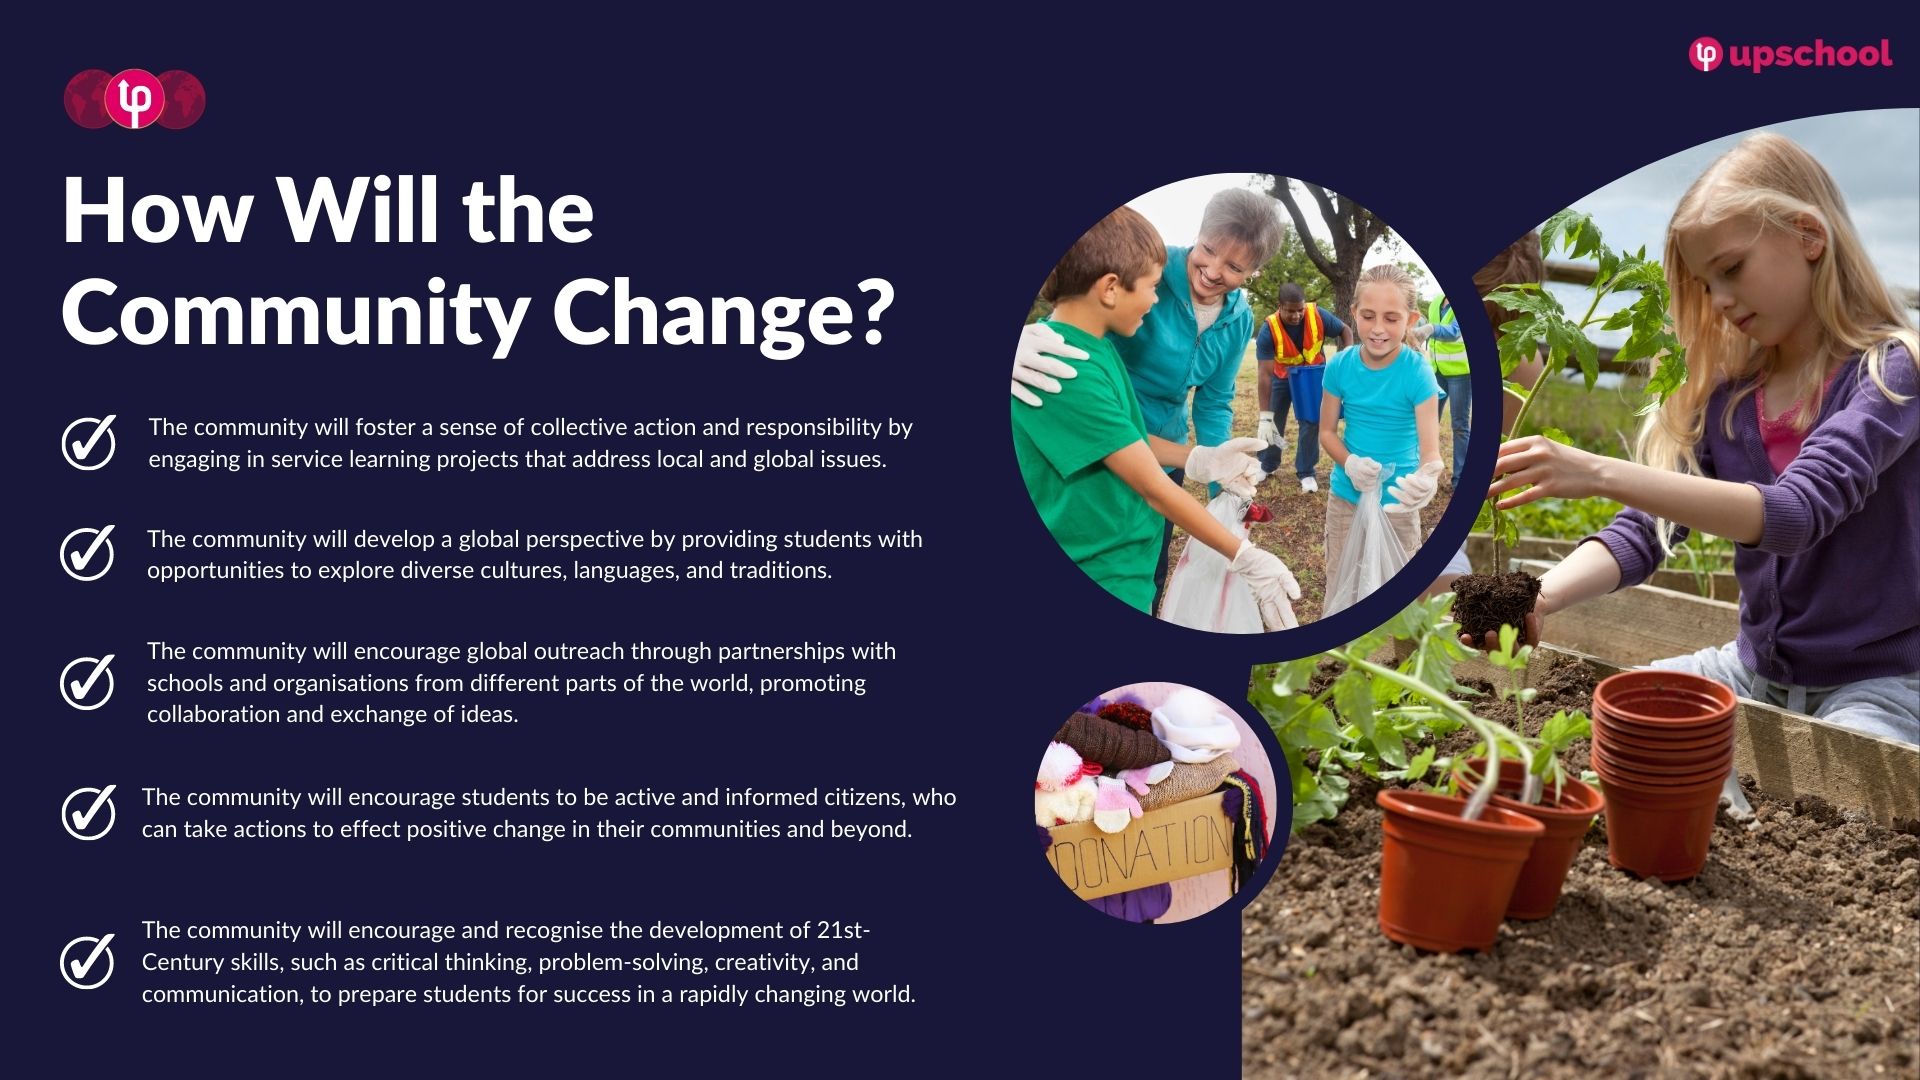 upschool
How Will the
Community Change?
The community will foster a sense of collective action and responsibility by
engaging in service learning projects that address local and global issues.
The community will develop a global perspective by providing students with
opportunities to explore diverse cultures, languages, and traditions.
The community will encourage global outreach through partnerships with
schools and organisations from different parts of the world, promoting
collaboration and exchange of ideas.
The community will encourage students to be active and informed citizens, who
can take actions to effect positive change in their communities and beyond.
The community will encourage and recognise the development of 21st-
Century skills, such as critical thinking, problem-solving, creativity, and
communication, to prepare students for success in a rapidly changing world.
DONATION